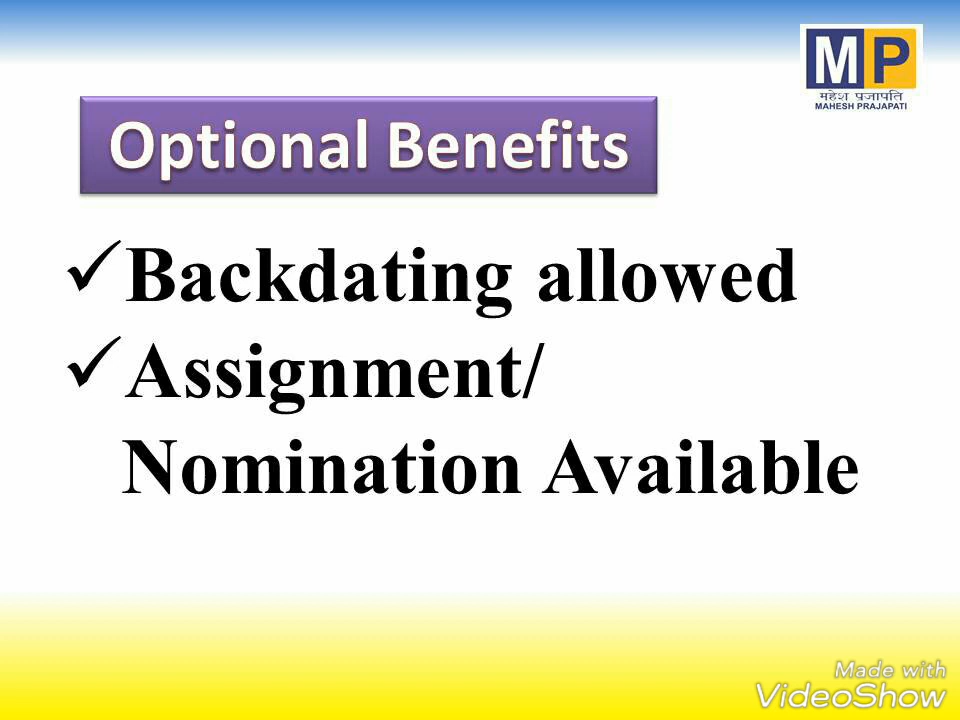 MP
महेश प्रजापति
MAHESH PRAJAPATI
Optional Benefits
✓Backdating allowed
✓Assignment/
Nomination Available
Made with
VideoShow